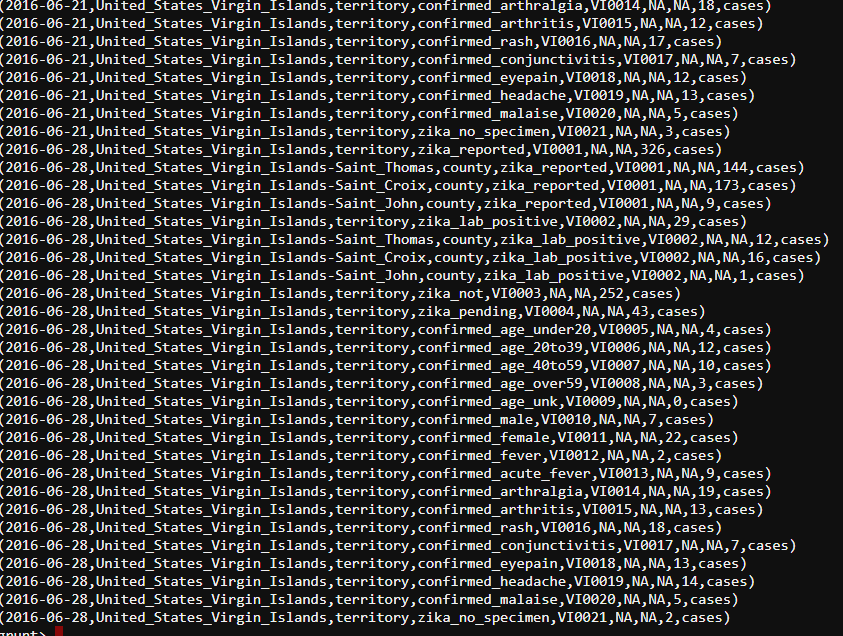 (2016-06-21,United_States_Virgin_Islands,territory,confirmed_arthralgia,VI0014,NA,NA,18,cases)
(2016-06-21,United_States_Virgin_Islands,territory,confirmed_arthritis,VI0015,NA,NA,12,cases)
(2016-06-21,United_States_Virgin_Islands,territory,confirmed_rash,VI0016,NA,NA,17,cases)
(2016-06-21,United_States_Virgin_Islands,territory,confirmed_conjunctivitis,VI0017,NA,NA,7,cases)
(2016-06-21,United_States_Virgin_Islands,territory,confirmed_eyepain,VI0018,NA,NA,12,cases)
(2016-06-21,United_States_Virgin_Islands,territory,confirmed_headache,VI0019,NA,NA,13,cases)
(2016-06-21,United_States_Virgin_Islands,territory,confirmed_malaise,VI0020,NA,NA,5,cases)
(2016-06-21,United_States_Virgin_Islands,territory,zika_no_specimen,VI0021,NA,NA,3,cases)
(2016-06-28,United_States_Virgin_Islands,territory,zika_reported,VI0001,NA,NA,326,cases)
(2016-06-28,United_States_Virgin_Islands-Saint_Thomas,county,zika_reported,VI0001,NA,NA,144,cases)
(2016-06-28,United_States_Virgin_Islands-Saint_Croix,county,zika_reported,VI0001,NA,NA,173,cases)
(2016-06-28,United_States_Virgin_Islands-Saint_John,county,zika_reported,VI0001,NA,NA,9,cases)
(2016-06-28,United_States_Virgin_Islands,territory,zika_lab_positive,VI0002,NA,NA,29,cases)
(2016-06-28,United_States_Virgin_Islands-Saint_Thomas,county,zika_lab_positive,VI0002,NA,NA,12,cases)
(2016-06-28,United_States_Virgin_Islands-Saint_Croix,county,zika_lab_positive,VI0002,NA,NA,16,cases)
(2016-06-28,United_States_Virgin_Islands-Saint_John,county,zika_lab_positive,VI0002,NA,NA,1,cases)
(2016-06-28,United_States_Virgin_Islands,territory,zika_not,VI0003,NA,NA,252,cases)
(2016-06-28,United_States_Virgin_Islands,territory,zika_pending,VI0004,NA,NA,43,cases)
(2016-06-28,United_States_Virgin_Islands,territory,confirmed_age_under20,VI0005,NA,NA,4,cases)
(2016-06-28,United_States_Virgin_Islands,territory,confirmed_age_20to39,VI0006,NA,NA,12,cases)
(2016-06-28,United_States_Virgin_Islands,territory,confirmed_age_40to59,VI0007,NA,NA,10,cases)
(2016-06-28,United_States_Virgin_Islands,territory,confirmed_age_over59,VI0008,NA,NA,3,cases)
(2016-06-28,United_States_Virgin_Islands,territory,confirmed_age_unk,VI0009,NA,NA,0,cases)
(2016-06-28,United_States_Virgin_Islands,territory,confirmed_male,VI0010,NA,NA,7,cases)
(2016-06-28,United_States_Virgin_Islands,territory,confirmed_female,VI0011,NA,NA,22,cases)
(2016-06-28,United_States_Virgin_Islands,territory,confirmed_fever,VI0012,NA,NA,2,cases)
(2016-06-28,United_States_Virgin_Islands,territory,confirmed_acute_fever,VI0013,NA,NA,9,cases)
(2016-06-28,United_States_Virgin_Islands,territory,confirmed_arthralgia,VI0014,NA,NA,19,cases)
(2016-06-28,United_States_Virgin_Islands,territory,confirmed_arthritis,VI0015,NA,NA,13,cases)
(2016-06-28,United_States_Virgin_Islands,territory,confirmed_rash,VI0016,NA,NA,18,cases)
(2016-06-28,United_States_Virgin_Islands,territory,confirmed_conjunctivitis,VI0017,NA,NA,7,cases)
(2016-06-28,United_States_Virgin_Islands,territory,confirmed_eyepain,VI0018,NA,NA,13,cases)
(2016-06-28,United_States_Virgin_Islands,territory,confirmed_headache,VI0019,NA,NA,14,cases)
(2016-06-28,United_States_Virgin_Islands,territory,confirmed_malaise,VI0020,NA,NA,5,cases)
(2016-06-28,United_States_Virgin_Islands,territory,zika_no_specimen,VI0021,NA,NA,2,cases)
grunt>